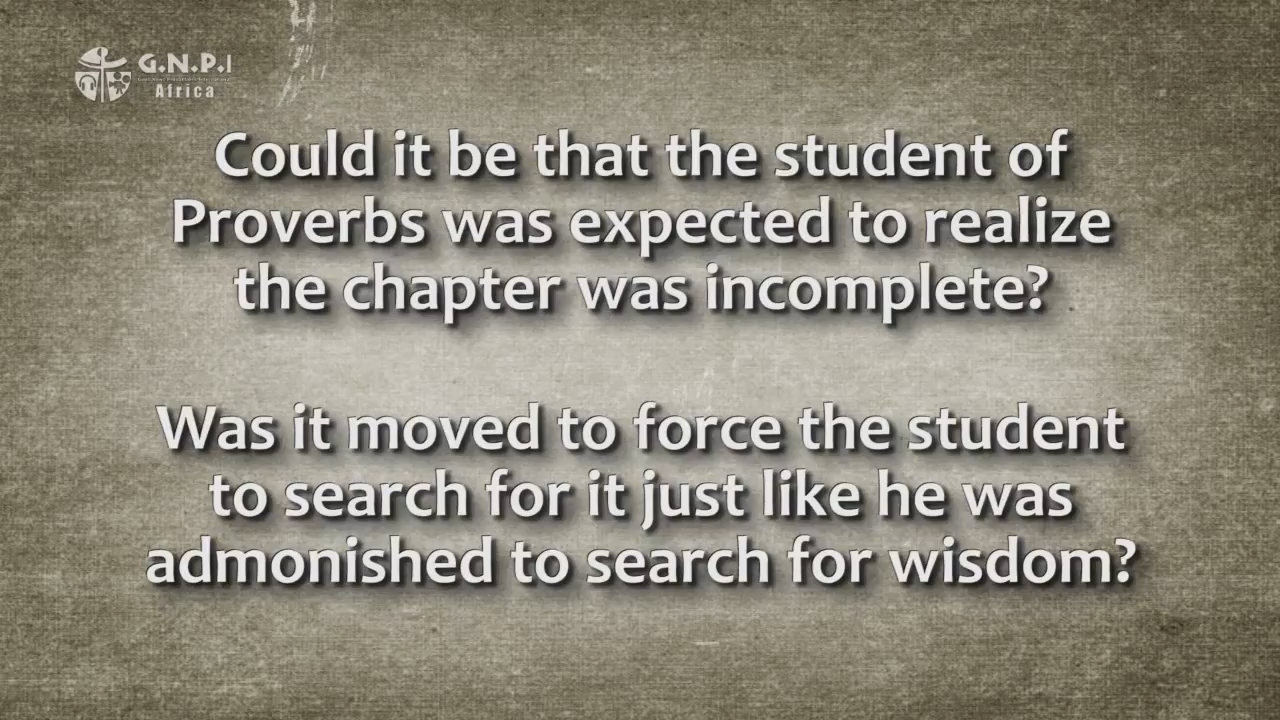 G.N.P.I
Africa
Could it be that the student of
Proverbs was expected to realize
the chapter was incomplete?
Was it moved to force the student
to search for it just like he was
admonished to search for wisdom?